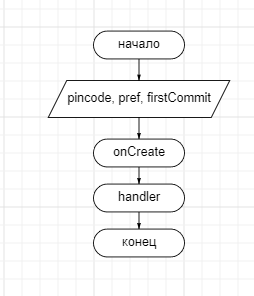 начало
pincode, pref, firstCommit
onCreate
handler
конец